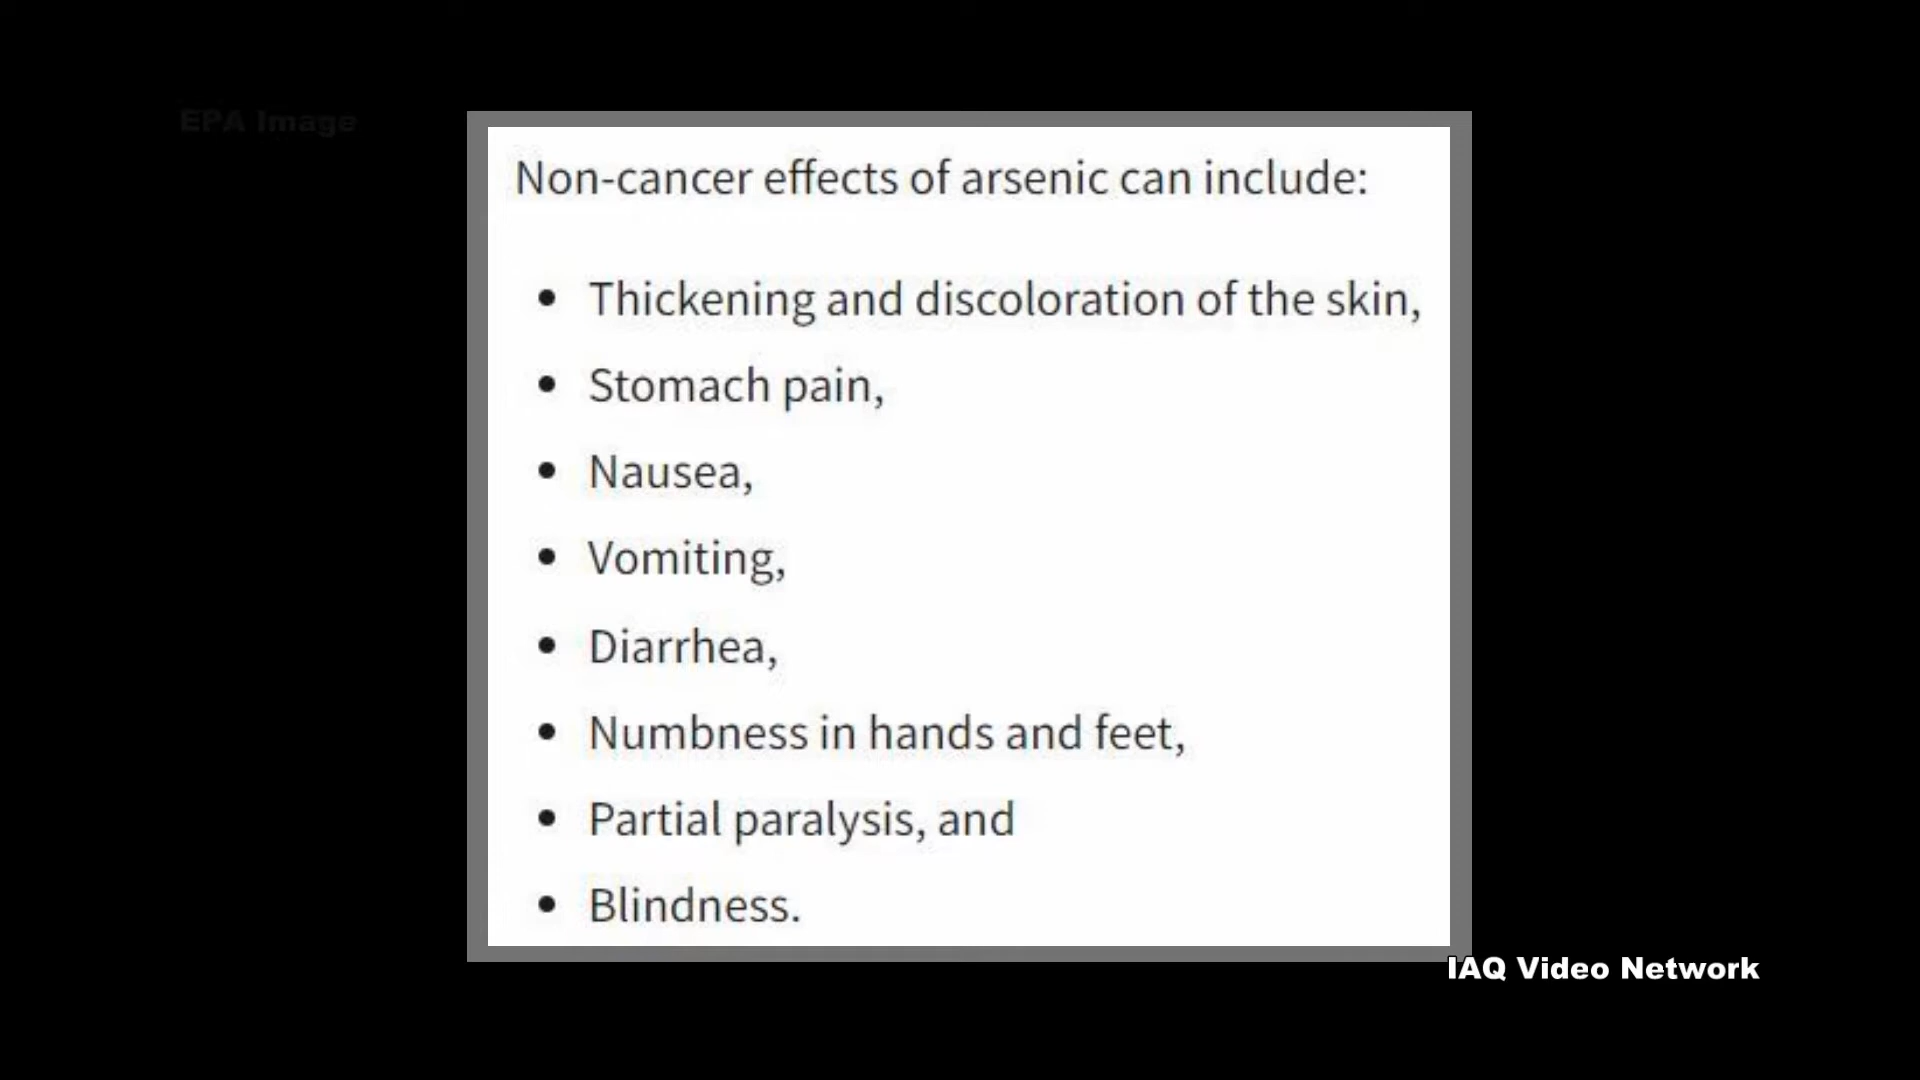 EPA Image
Non-cancer effects of arsenic can include:
• Thickening and discoloration of the skin,
• Stomach pain,
• Nausea,
• Vomiting,
• Diarrhea,
• Numbness in hands and feet,
• Partial paralysis, and
• Blindness.
IAQ Video Network